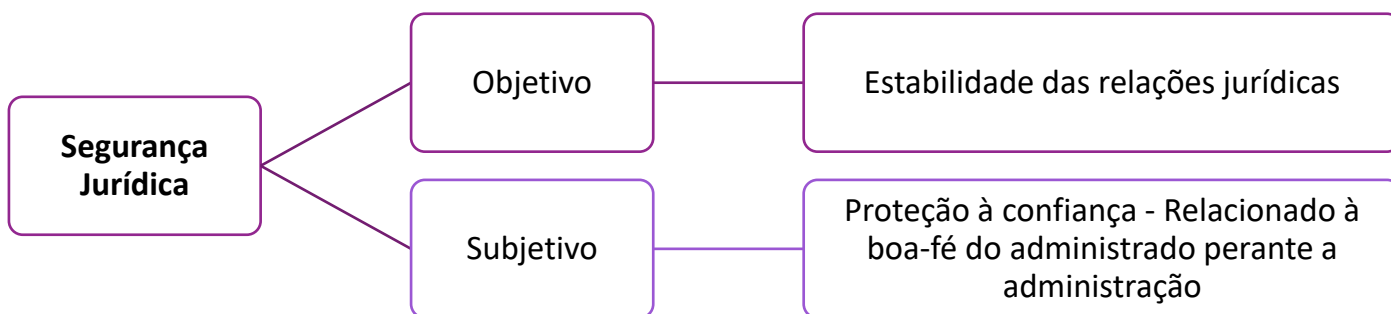 Segurança
Jurídica
Objetivo
Estabilidade das relações jurídicas
Subjetivo
Proteção à confiança - Relacionado à
boa-fé do administrado perante a
administração